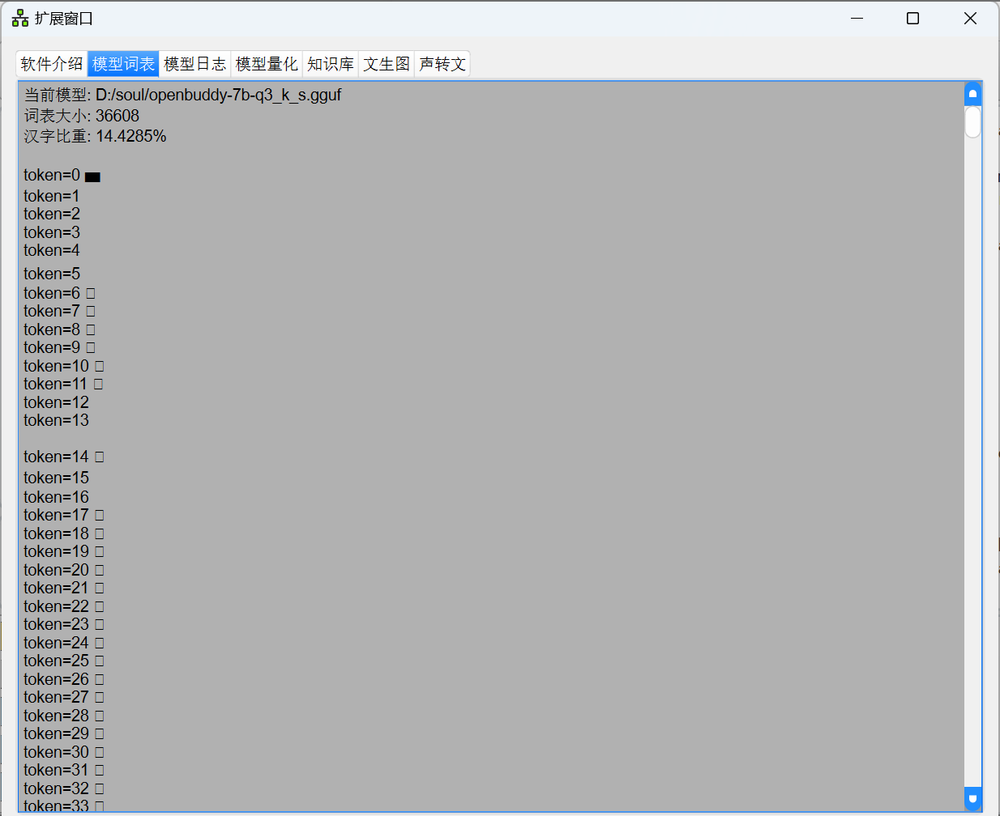 扩展窗口
软件介绍 模型词表 模型日志 模型量化 知识库 文生图 声转文
当前模型: D:/soul/openbuddy-7b-q3_k_s.gguf
词表大小: 36608
汉字比重: 14.4285%
token=0
token=1
token=2
token=3
token=4
token=5
token=6
token=7
token=8
token=9
token=10
token=11
token=12
token=13
token=14
token=15
token=16
token=17
token=18
token=19
token=20
token=21
token=22
token=23
token=24
token=25
token=26
token=27
token=28
token=29
token=30
token=31
token=32
token=33